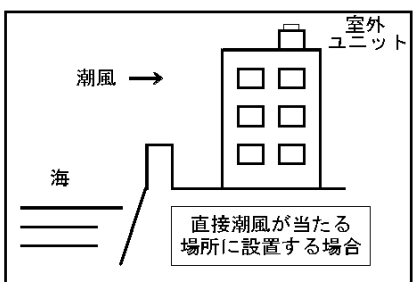 室外
ユニット
潮風
海
直接潮風が当たる
場所に設置する場合